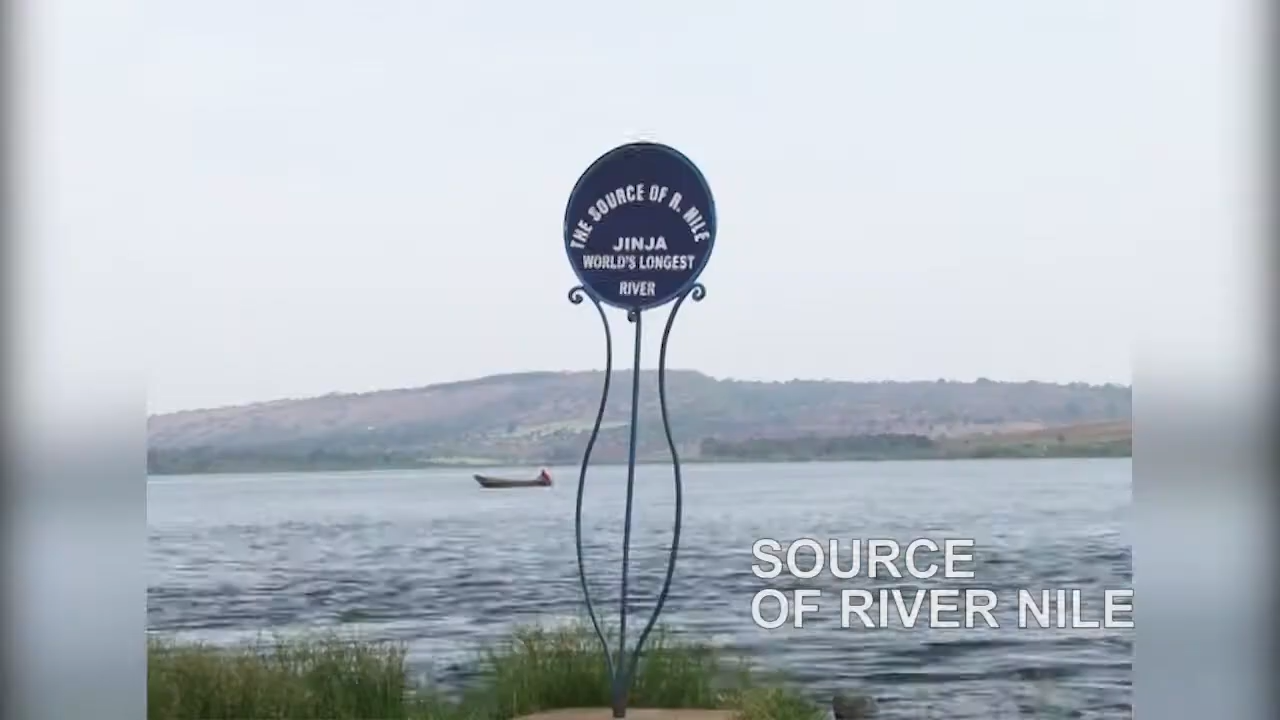 THE SOURCE OF R. NILE
JINJA
WORLD'S LONGEST
RIVER
SOURCE
OF RIVER NILE